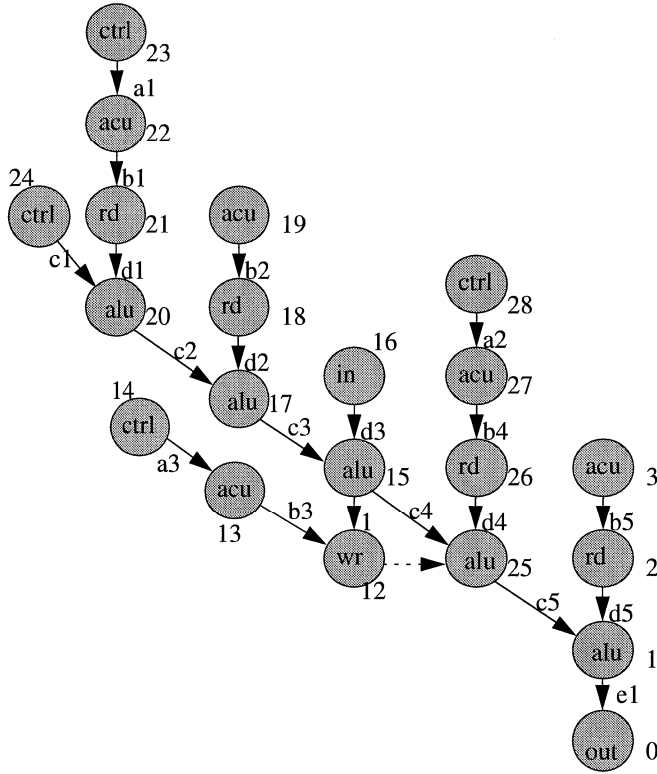 ctrl
23
a1
acu
22
24
b1
ctrl
rd
21
acu
19
c1
d1
b2
ctrl
28
alu
20
rd
18
c2
d2
16
a2
in
acu
27
14
alu
17
ctrl
c3
d3
b4
a3
alu
15
rd
26
acu
3
acu
b3
1
c4
d4
b5
13
wr
12
alu
25
rd
2
c5
d5
alu
1
e1
out
0